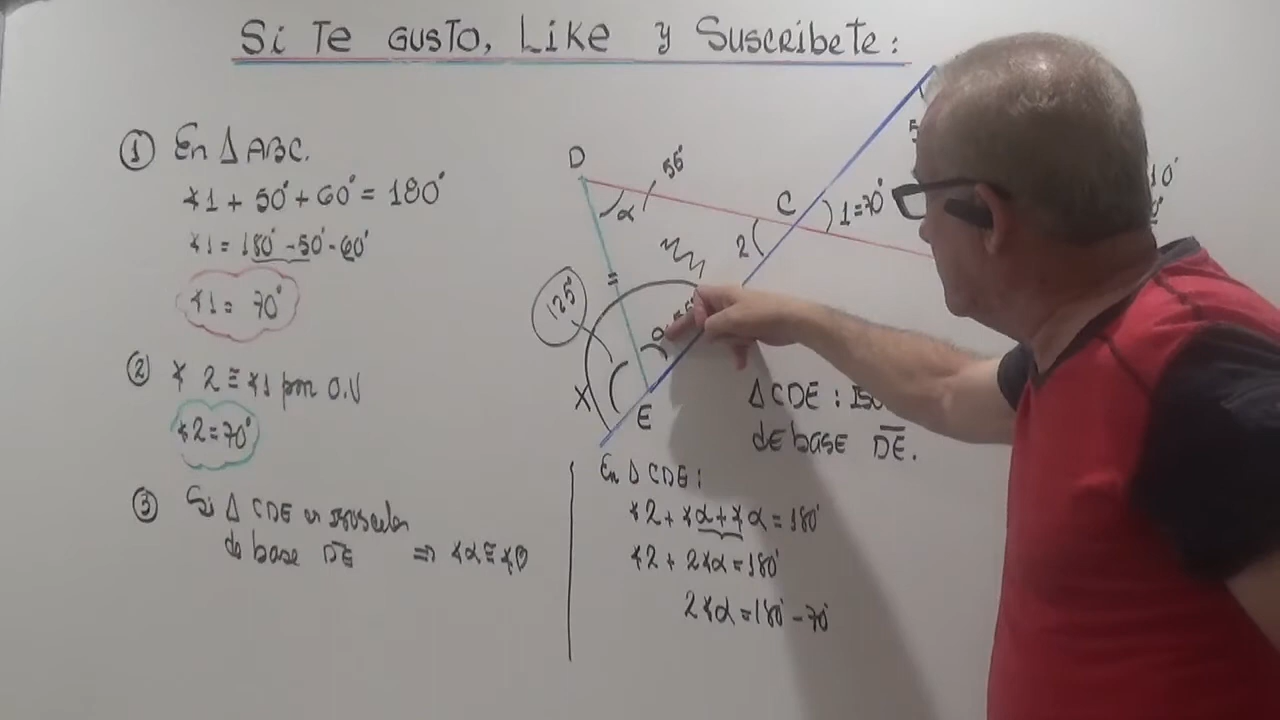 Si Te GUSTO, Like y Suscribete:
① En Δ ABC.
∡1 + 50° + 60° = 180°
∡1 = 180° - 50° - 60°
∡1 = 70°
② ∡ 2 ≅ ∡1 por O.V
∡2 = 70°
③ Si Δ CDE es isosceles
de base DE ⇒ ∡α ≅ ∡θ
D
55°
α
C
1=70°
2
125°
X
E
10°
Δ CDE :
de base DE.
En Δ CDE:
∡2 + ∡α + ∡α = 180°
∡2 + 2∡α = 180°
2∡α = 180° - 70°